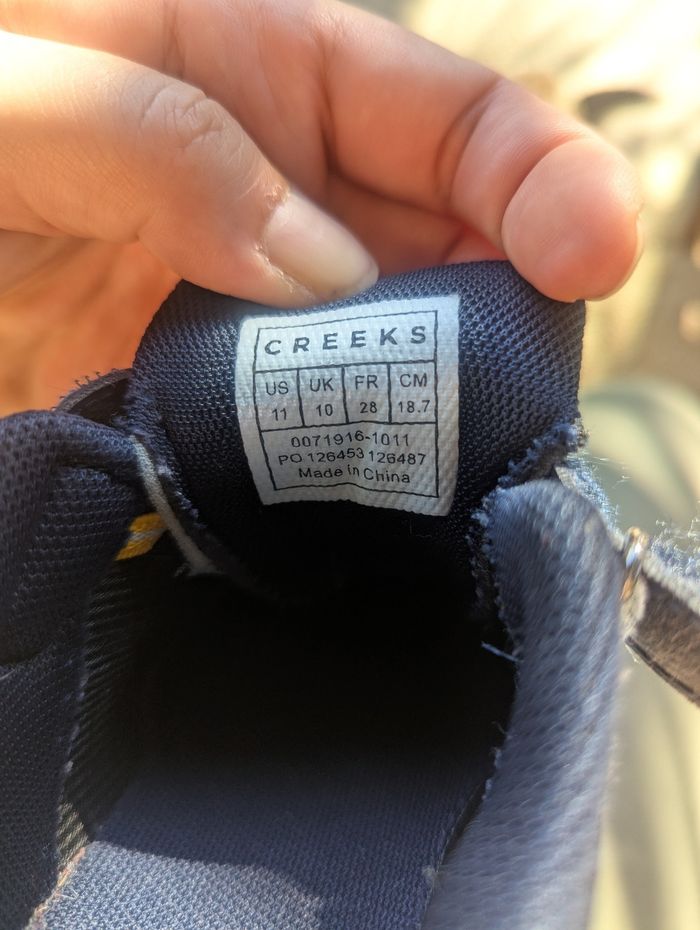 CREEKS
US UK FR CM
11 10 28 18.7
0071916-1011
PO 126453 126487
Made in China